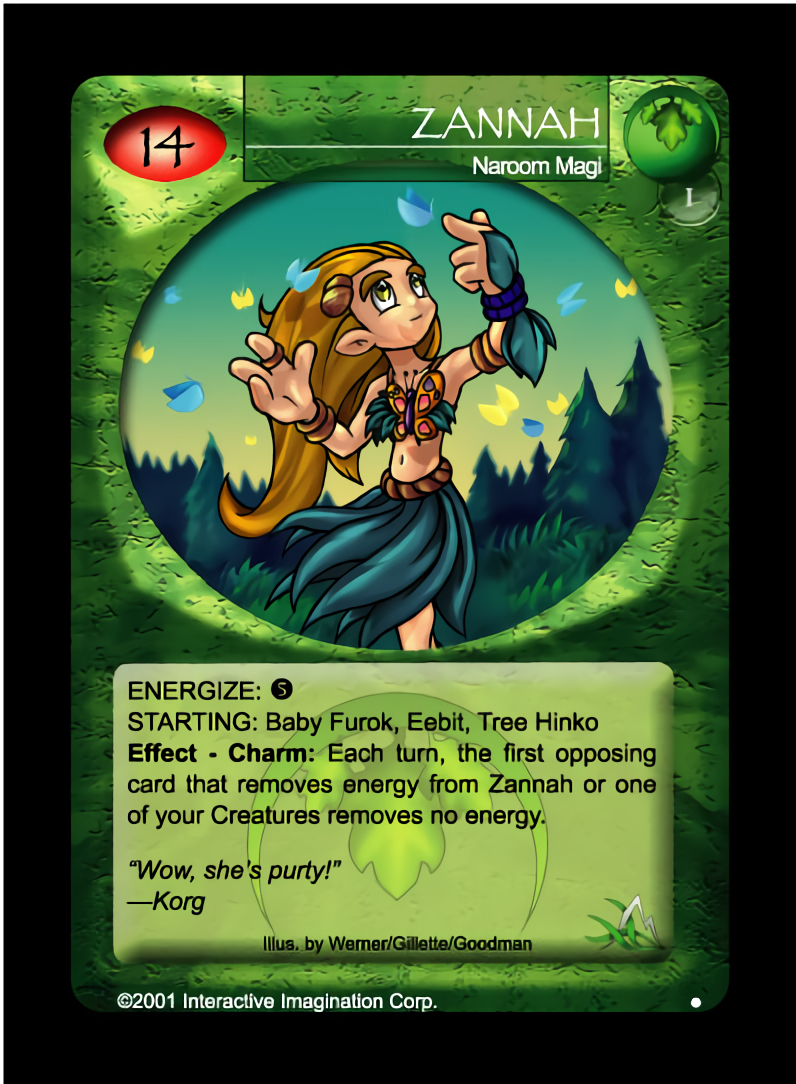 14
ZANNAH
Naroom Magi
L
ENERGIZE: 5
STARTING: Baby Furok, Eebit, Tree Hinko
Effect - Charm: Each turn, the first opposing
card that removes energy from Zannah or one
of your Creatures removes no energy.
“Wow, she's purty!”
—Korg
Illus. by Werner/Gillette/Goodman
©2001 Interactive Imagination Corp.